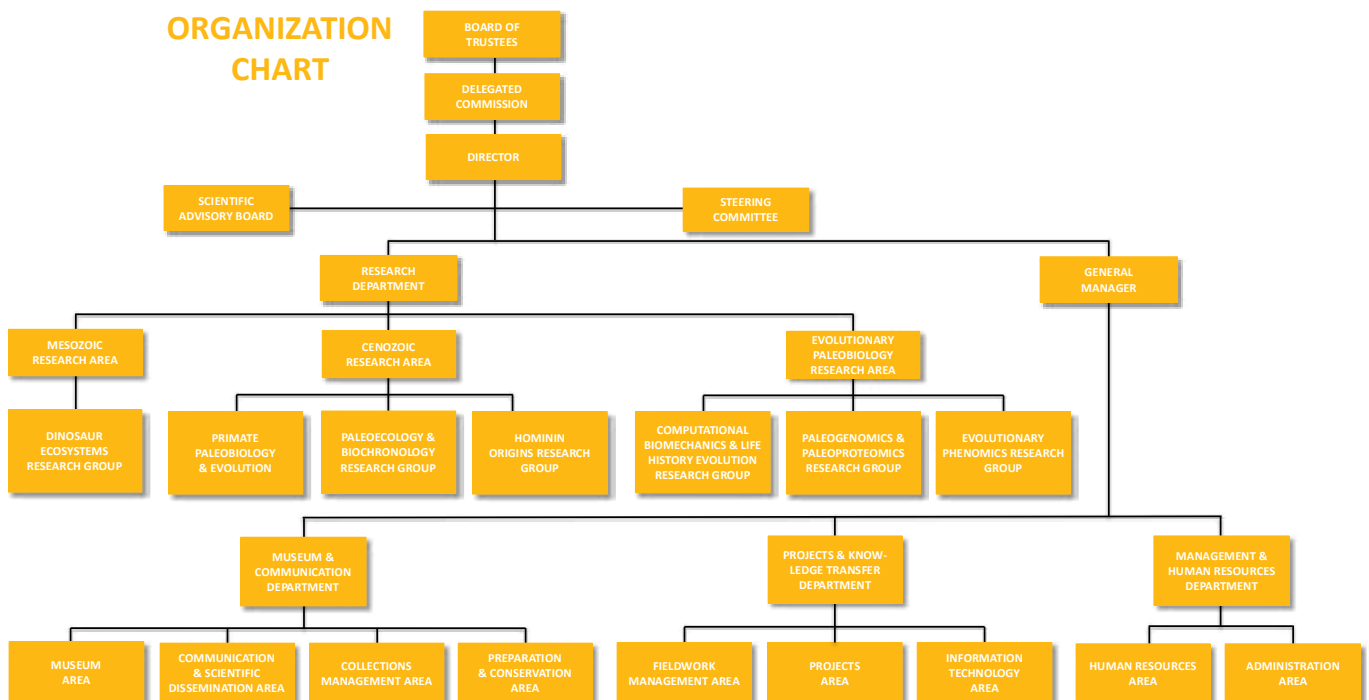 ORGANIZATION
CHART
BOARD OF
TRUSTEES
DELEGATED
COMMISSION
DIRECTOR
SCIENTIFIC
ADVISORY BOARD
STEERING
COMMITTEE
RESEARCH
DEPARTMENT
GENERAL
MANAGER
MESOZOIC
RESEARCH AREA
CENOZOIC
RESEARCH AREA
EVOLUTIONARY
PALEOBIOLOGY
RESEARCH AREA
DINOSAUR
ECOSYSTEMS
RESEARCH GROUP
PRIMATE
PALEOBIOLOGY
& EVOLUTION
PALEOECOLOGY &
BIOCHRONOLOGY
RESEARCH GROUP
HOMININ
ORIGINS RESEARCH
GROUP
COMPUTATIONAL
BIOMECHANICS & LIFE
HISTORY EVOLUTION
RESEARCH GROUP
PALEOGENOMICS &
PALEOPROTEOMICS
RESEARCH GROUP
EVOLUTIONARY
PHENOMICS RESEARCH
GROUP
MUSEUM &
COMMUNICATION
DEPARTMENT
PROJECTS & KNOW-
LEDGE TRANSFER
DEPARTMENT
MANAGEMENT &
HUMAN RESOURCES
DEPARTMENT
MUSEUM
AREA
COMMUNICATION
& SCIENTIFIC
DISSEMINATION AREA
COLLECTIONS
MANAGEMENT AREA
PREPARATION
& CONSERVATION
AREA
FIELDWORK
MANAGEMENT AREA
PROJECTS
AREA
INFORMATION
TECHNOLOGY
AREA
HUMAN RESOURCES
AREA
ADMINISTRATION
AREA